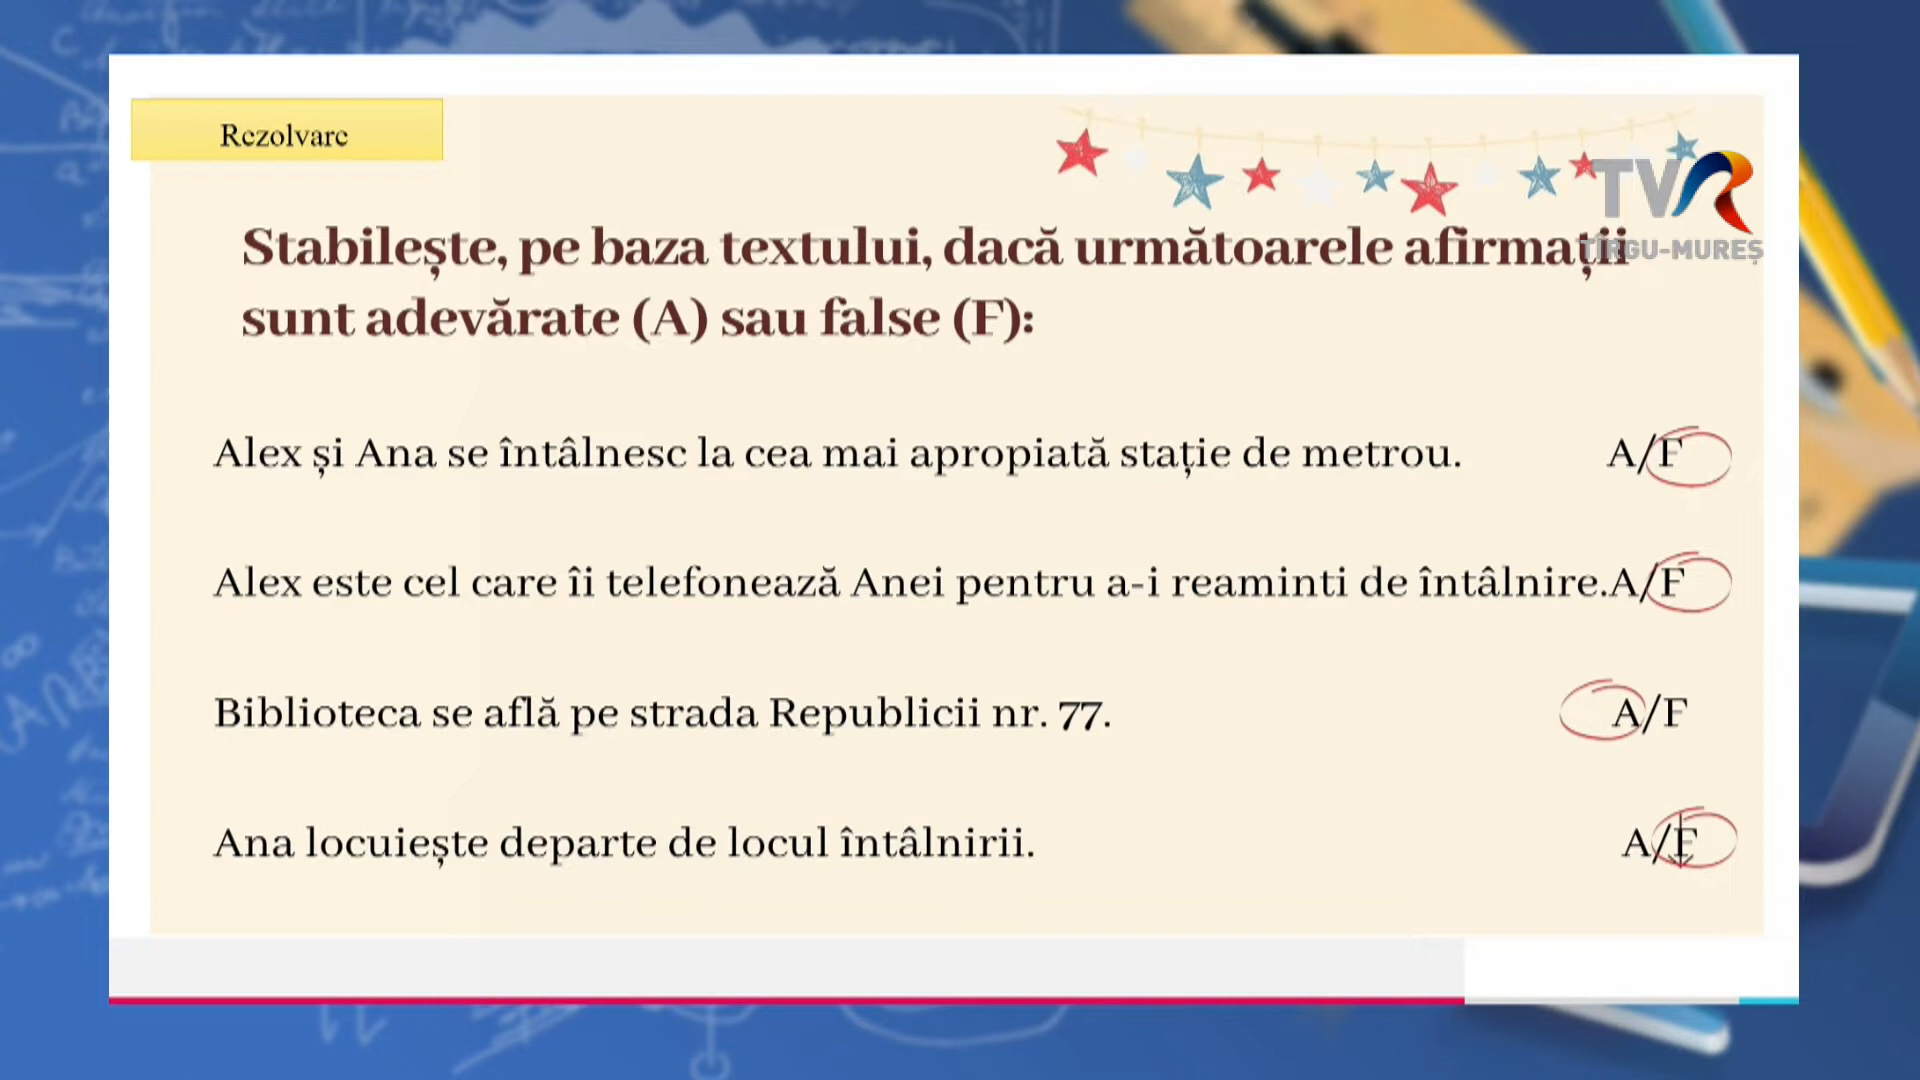 Rezolvare
TVR
TÎRGU-MUREȘ
Stabilește, pe baza textului, dacă următoarele afirmații
sunt adevărate (A) sau false (F):
Alex și Ana se întâlnesc la cea mai apropiată stație de metrou. A/F
Alex este cel care îi telefonează Anei pentru a-i reaminti de întâlnire.A/F
Biblioteca se află pe strada Republicii nr. 77. A/F
Ana locuiește departe de locul întâlnirii. A/F